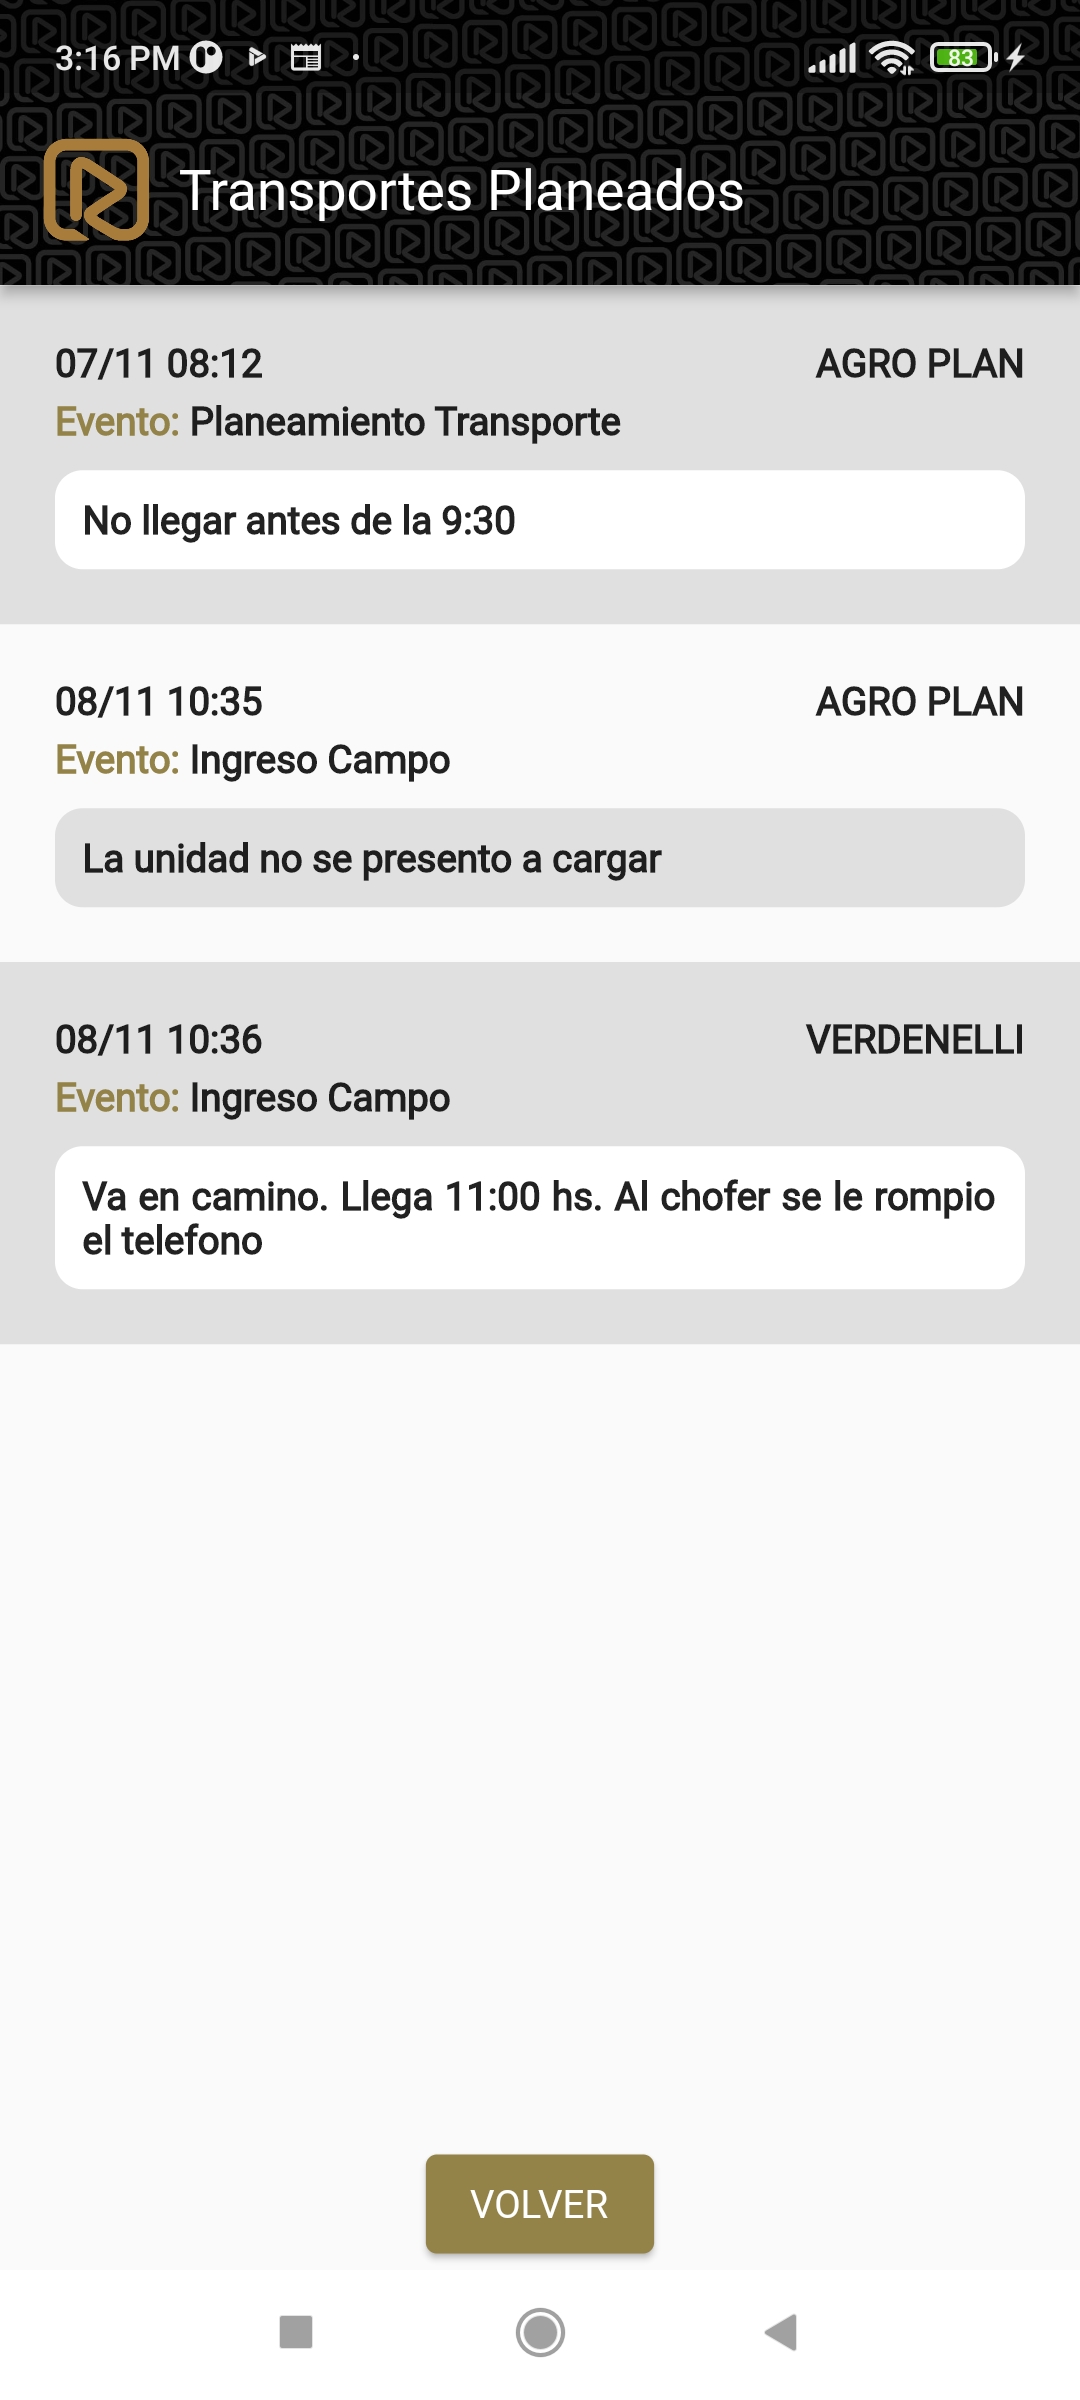 3:16 PM
83
Transportes Planeados
07/11 08:12 AGRO PLAN
Evento: Planeamiento Transporte
No llegar antes de la 9:30
08/11 10:35 AGRO PLAN
Evento: Ingreso Campo
La unidad no se presento a cargar
08/11 10:36 VERDENELLI
Evento: Ingreso Campo
Va en camino. Llega 11:00 hs. Al chofer se le rompio
el telefono
VOLVER